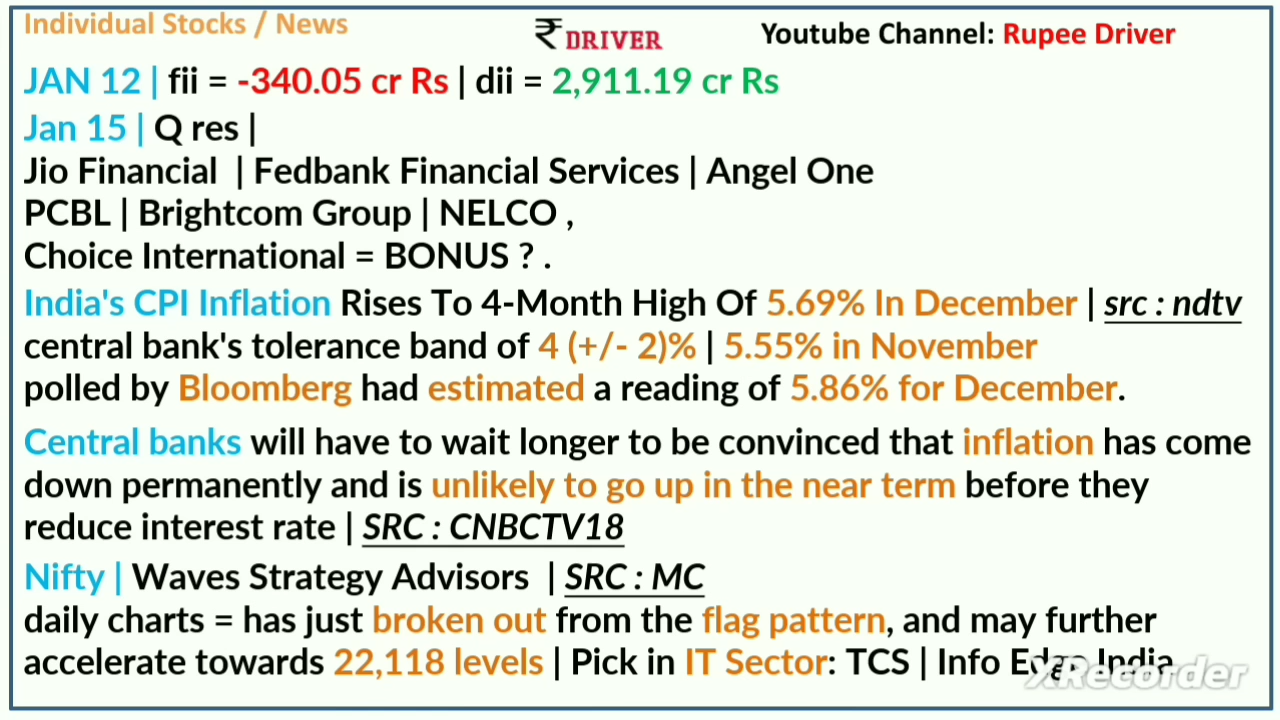 Individual Stocks / News
₹ DRIVER
Youtube Channel: Rupee Driver
JAN 12 | fii = -340.05 cr Rs | dii = 2,911.19 cr Rs
Jan 15 | Q res |
Jio Financial | Fedbank Financial Services | Angel One
PCBL | Brightcom Group | NELCO ,
Choice International = BONUS ? .
India's CPI Inflation Rises To 4-Month High Of 5.69% In December | src : ndtv
central bank's tolerance band of 4 (+/- 2)% | 5.55% in November
polled by Bloomberg had estimated a reading of 5.86% for December.
Central banks will have to wait longer to be convinced that inflation has come
down permanently and is unlikely to go up in the near term before they
reduce interest rate | SRC : CNBCTV18
Nifty | Waves Strategy Advisors | SRC : MC
daily charts = has just broken out from the flag pattern, and may further
accelerate towards 22,118 levels | Pick in IT Sector: TCS | Info Edge India
XRecorder